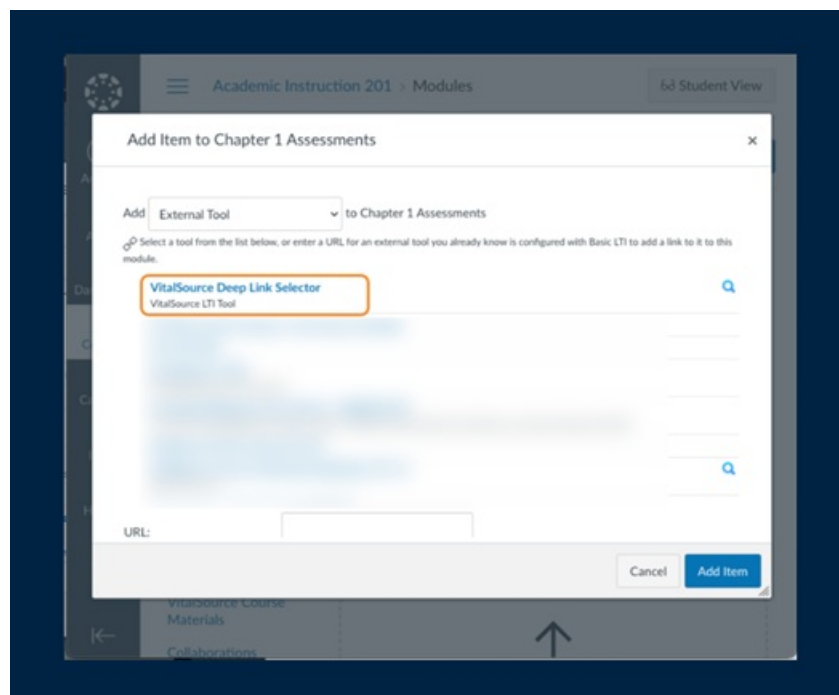 Academic Instruction 201 › Modules
Student View
Add Item to Chapter 1 Assessments
×
Add External Tool to Chapter 1 Assessments
Select a tool from the list below, or enter a URL for an external tool you already know is configured with Basic LTI to add a link to it to this
module.
VitalSource Deep Link Selector
VitalSource LTI Tool
URL:
Cancel Add Item
VitalSource Course
Materials
Collaborations